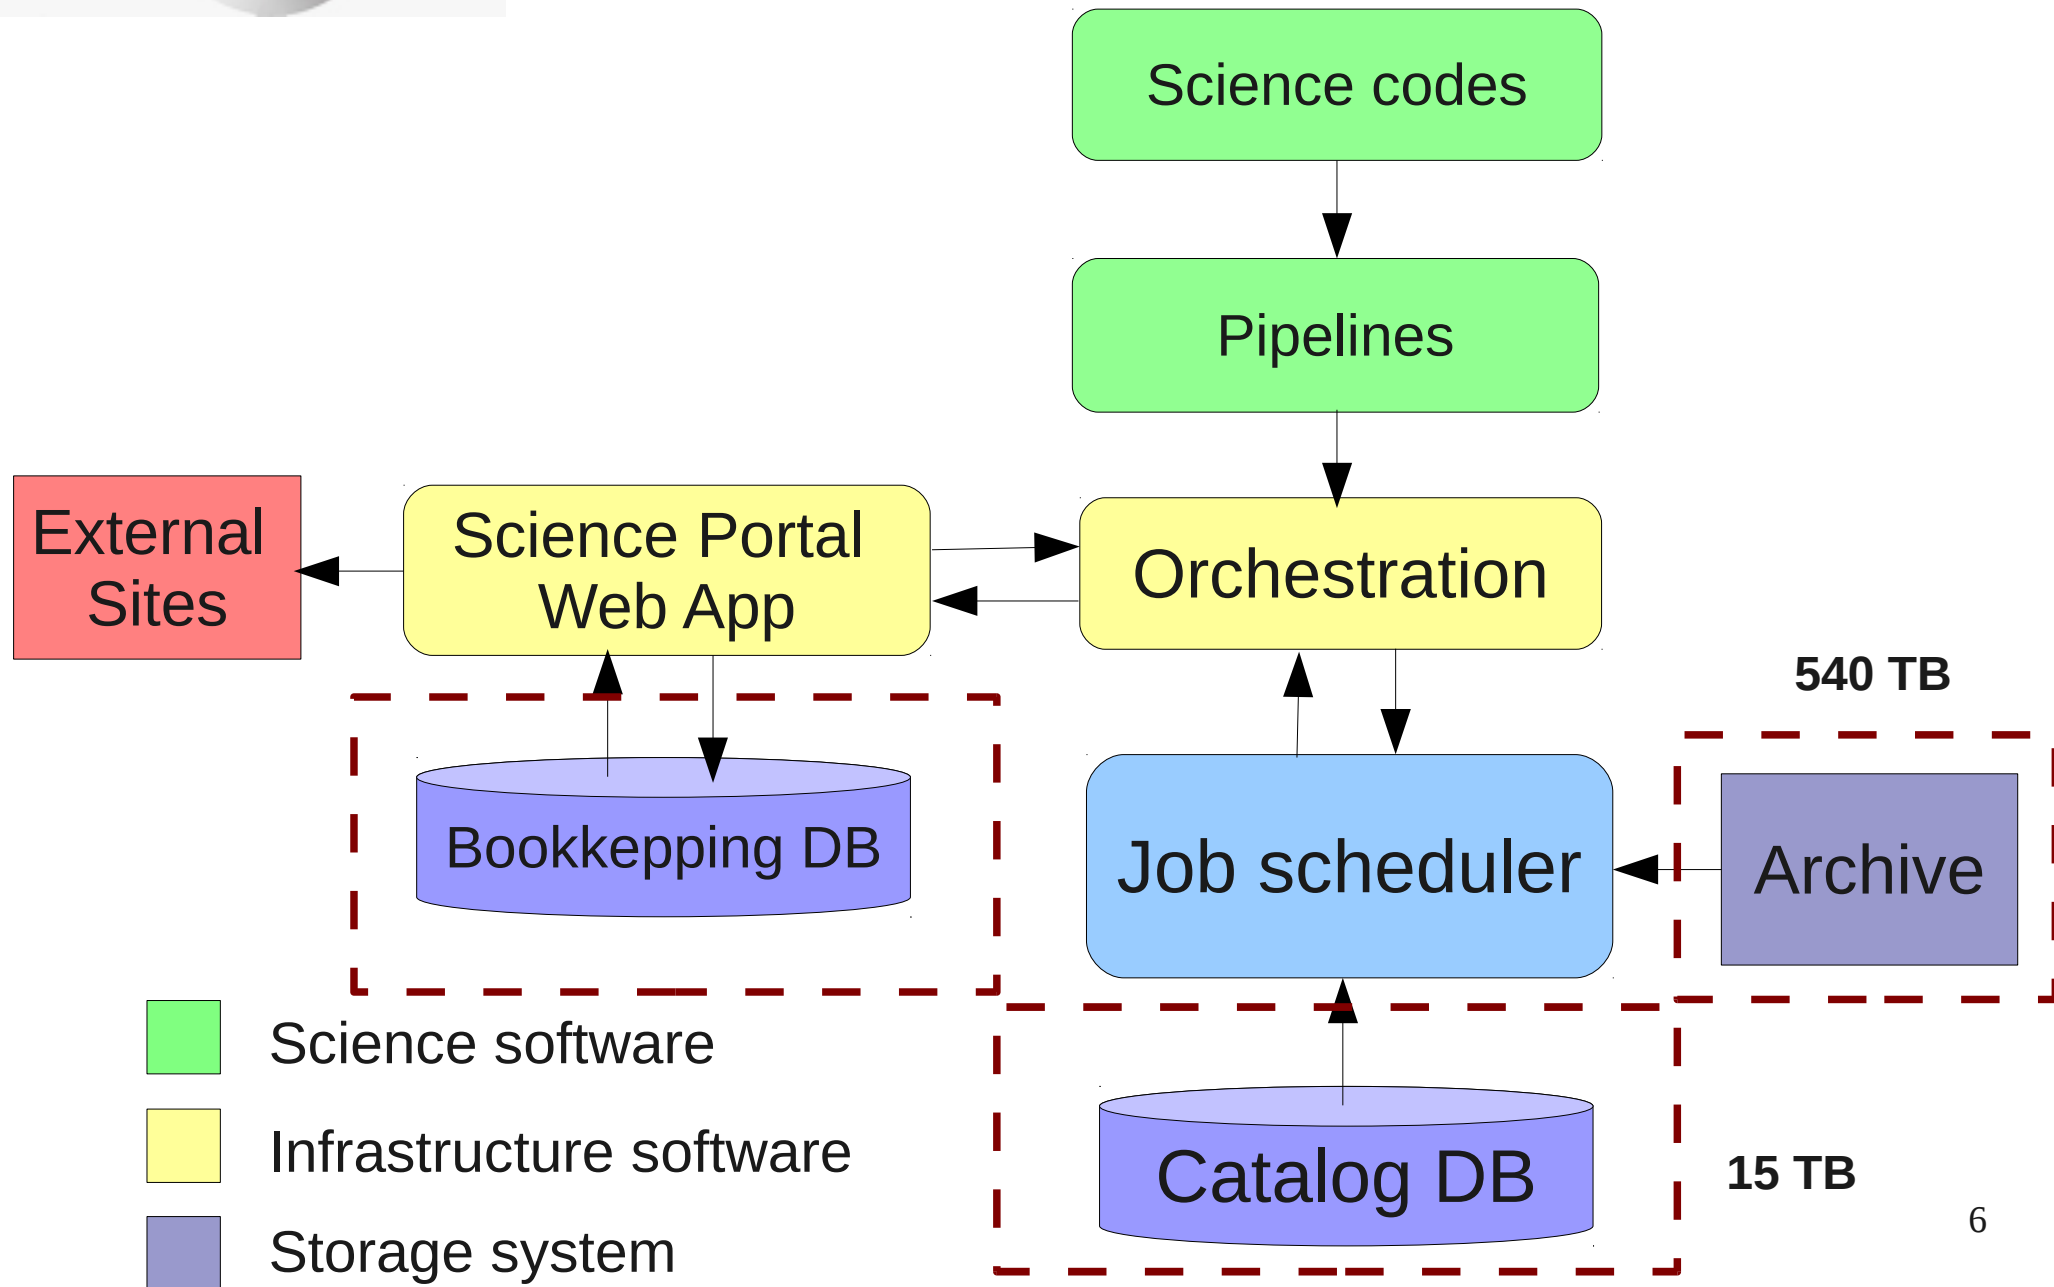 Science codes
Pipelines
External
Sites
Science Portal
Web App
Orchestration
540 TB
Bookkepping DB
Job scheduler
Archive
Science software
Infrastructure software
Storage system
Catalog DB
15 TB
6